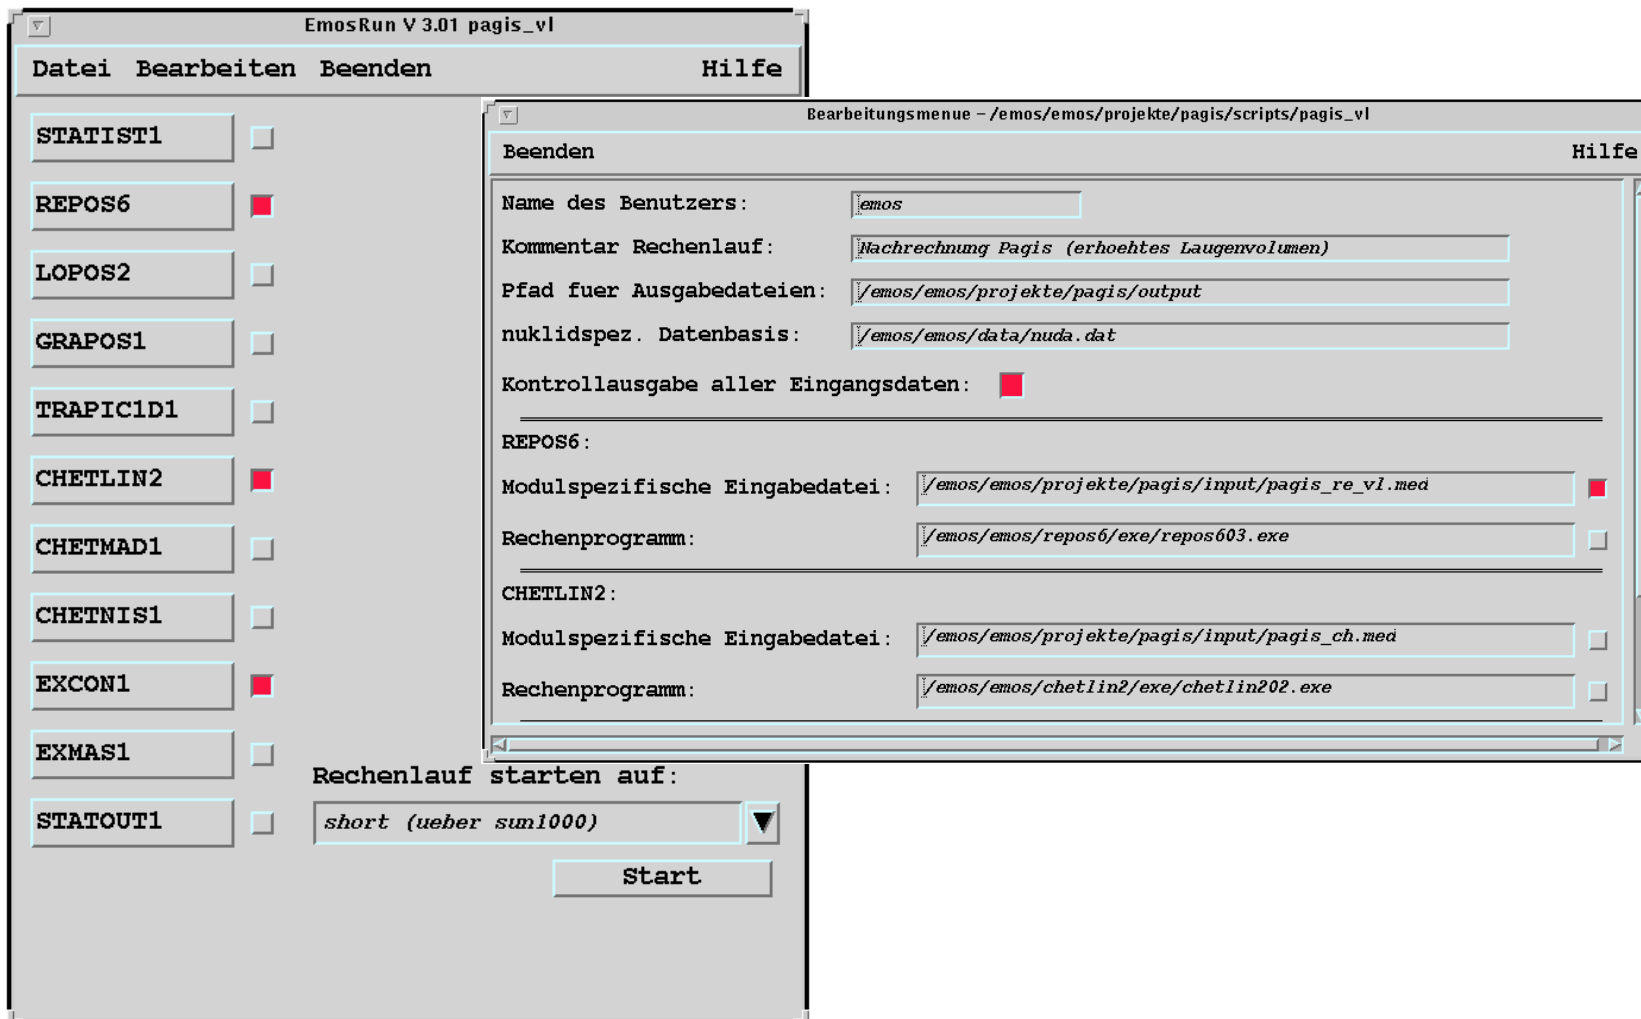 EmosRun V 3.01 pagis_vl
Datei Bearbeiten Beenden Hilfe
STATIST1
REPOS6
LOPOS2
GRAPOS1
TRAPIC1D1
CHETLIN2
CHETMAD1
CHETNIS1
EXCON1
EXMAS1
STATOUT1
Rechenlauf starten auf:
short (ueber sun1000)
Start
Bearbeitungsmenue – /emos/emos/projekte/pagis/scripts/pagis_vl
Beenden Hilfe
Name des Benutzers: emos
Kommentar Rechenlauf: Nachrechnung Pagis (erhoehtes Laugenvolumen)
Pfad fuer Ausgabedateien: /emos/emos/projekte/pagis/output
nuklidspez. Datenbasis: /emos/emos/data/nuda.dat
Kontrollausgabe aller Eingangsdaten:
REPOS6:
Modulspezifische Eingabedatei: /emos/emos/projekte/pagis/input/pagis_re_vl.med
Rechenprogramm: /emos/emos/repos6/exe/repos603.exe
CHETLIN2:
Modulspezifische Eingabedatei: /emos/emos/projekte/pagis/input/pagis_ch.med
Rechenprogramm: /emos/emos/chetlin2/exe/chetlin202.exe